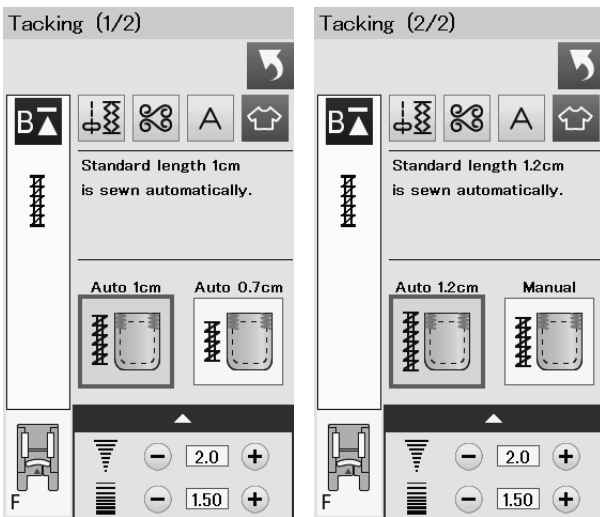 Tacking (1/2)
B
A
Standard length 1cm
is sewn automatically.
Auto 1cm Auto 0.7cm
2.0
F
1.50
Tacking (2/2)
B
A
Standard length 1.2cm
is sewn automatically.
Auto 1.2cm Manual
2.0
F
1.50